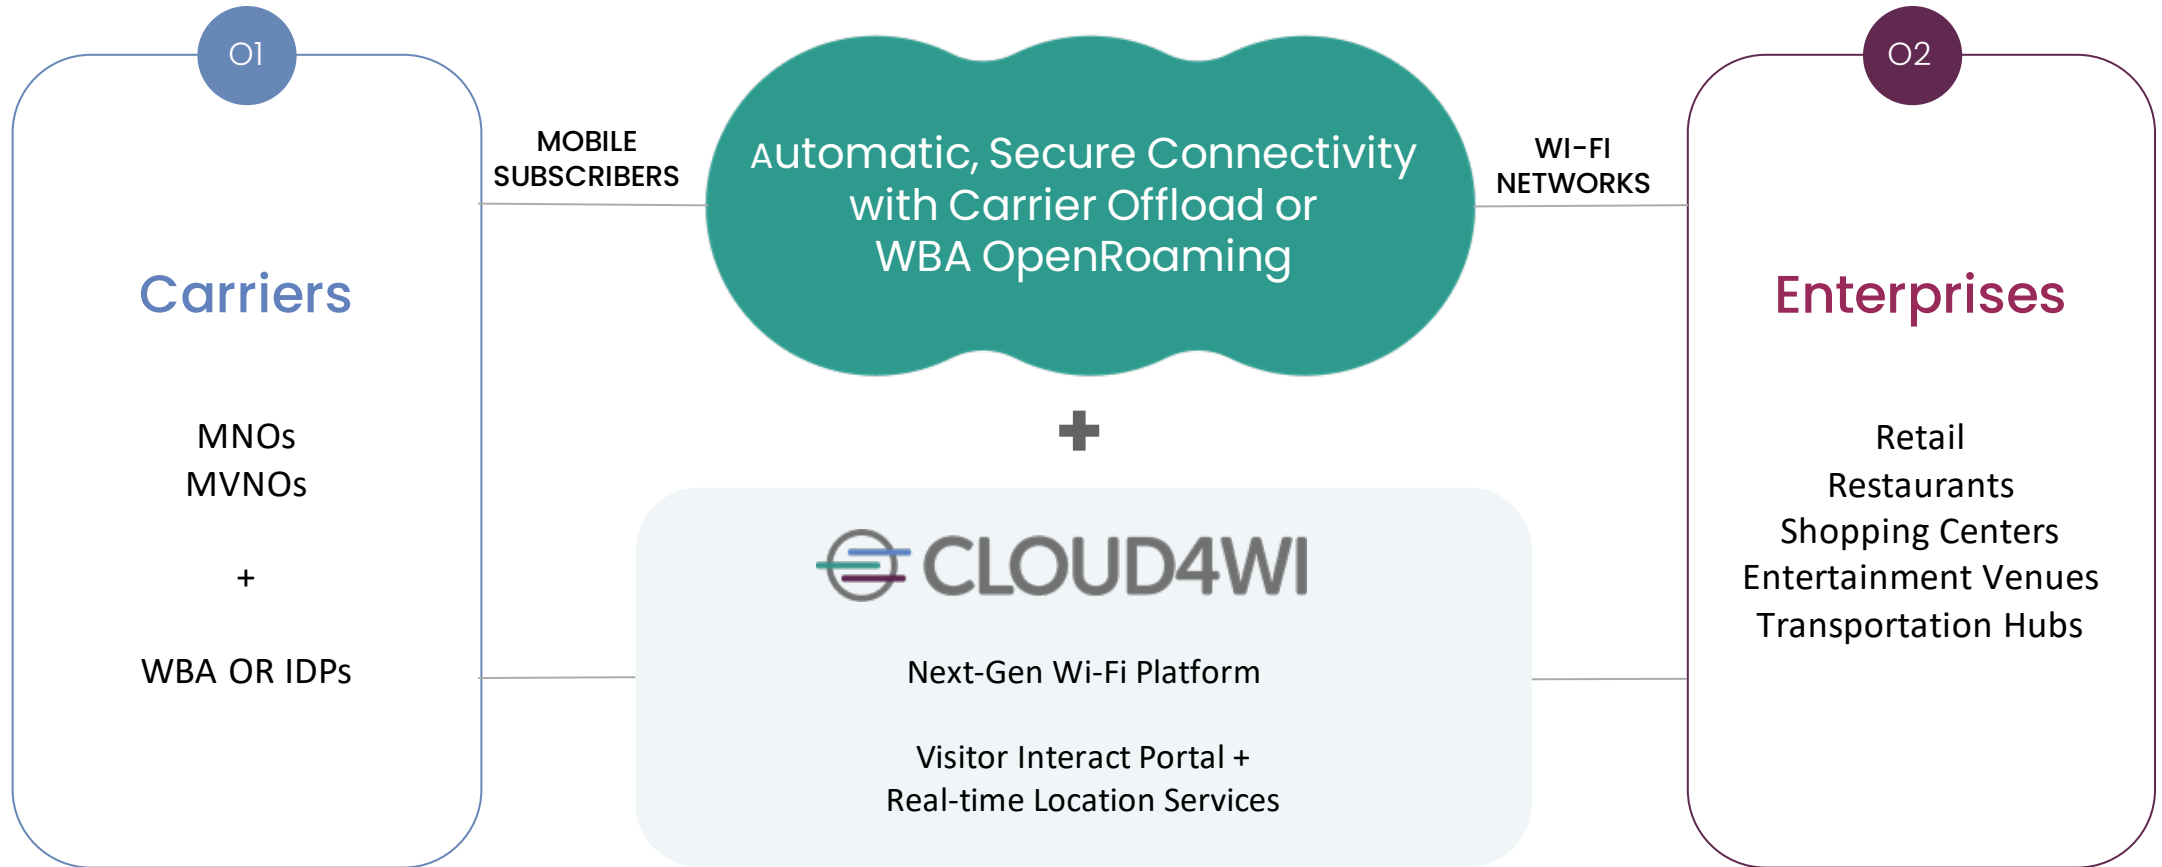 01
Carriers
MNOs
MVNOs
+
WBA OR IDPs
MOBILE
SUBSCRIBERS
Automatic, Secure Connectivity
with Carrier Offload or
WBA OpenRoaming
CLOUD4WI
Next-Gen Wi-Fi Platform
Visitor Interact Portal +
Real-time Location Services
WI-FI
NETWORKS
02
Enterprises
Retail
Restaurants
Shopping Centers
Entertainment Venues
Transportation Hubs